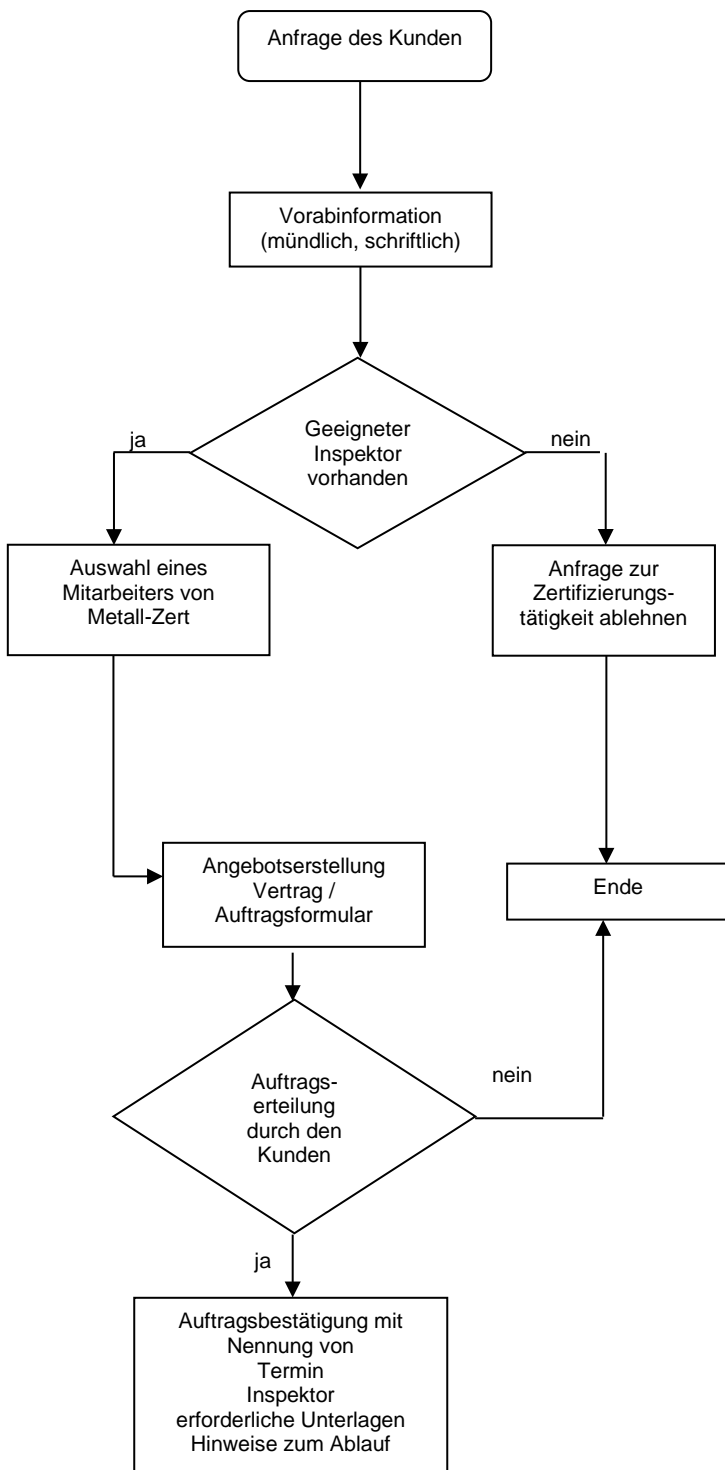 Anfrage des Kunden
Vorabinformation
(mündlich, schriftlich)
ja
Geeigneter
Inspektor
vorhanden
nein
Auswahl eines
Mitarbeiters von
Metall-Zert
Anfrage zur
Zertifizierungs-
tätigkeit ablehnen
Angebotserstellung
Vertrag /
Auftragsformular
Ende
Auftrags-
erteilung
durch den
Kunden
nein
ja
Auftragsbestätigung mit
Nennung von
Termin
Inspektor
erforderliche Unterlagen
Hinweise zum Ablauf